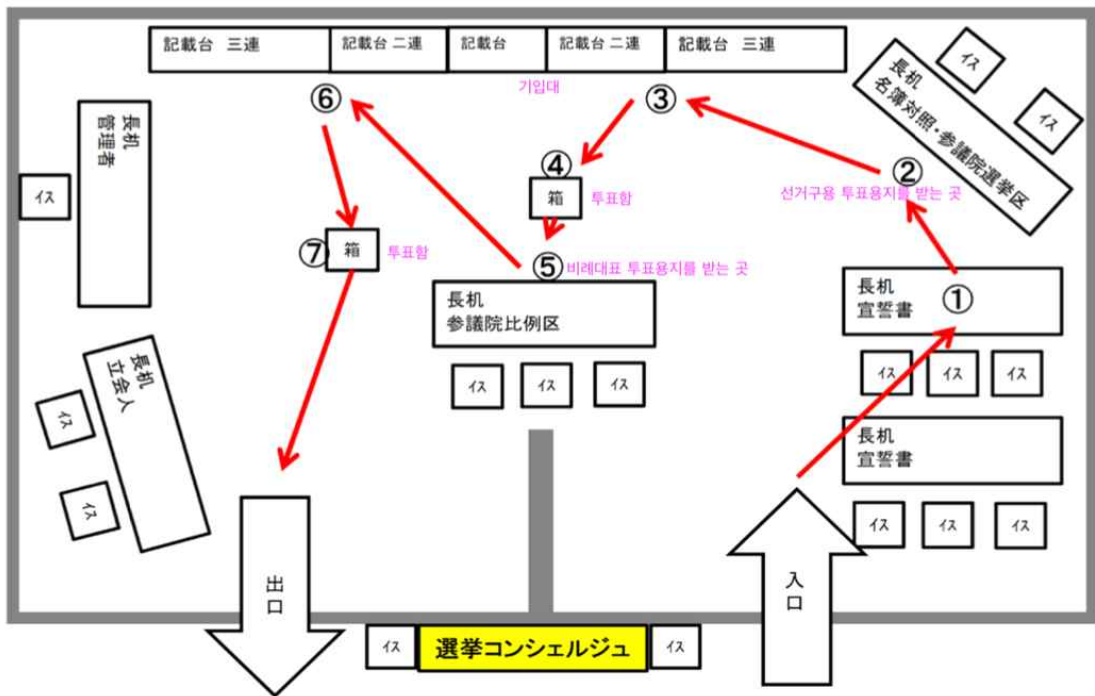 記載台 三連
記載台 二連
記載台
記載台 二連
記載台 三連
기입대
⑥
③
イス
イス
長机
名簿対照・参議院選挙区
②
선거구용 투표용지를 받는 곳
長机
管理者
イス
④
箱
투표함
⑦
箱
투표함
⑤
비례대표 투표용지를 받는 곳
長机
参議院比例区
イス
イス
イス
長机
宣誓書
①
イス
イス
イス
長机
宣誓書
イス
イス
イス
長机
立会人
イス
イス
出口
入口
イス
選挙コンシェルジュ
イス